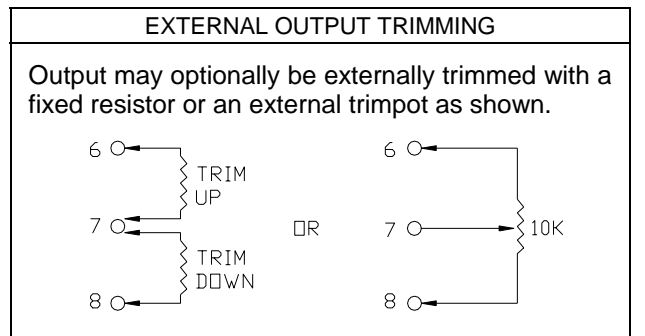 EXTERNAL OUTPUT TRIMMING
Output may optionally be externally trimmed with a
fixed resistor or an external trimpot as shown.
6
TRIM
UP
7
TRIM
DOWN
8
OR
6
7
10K
8